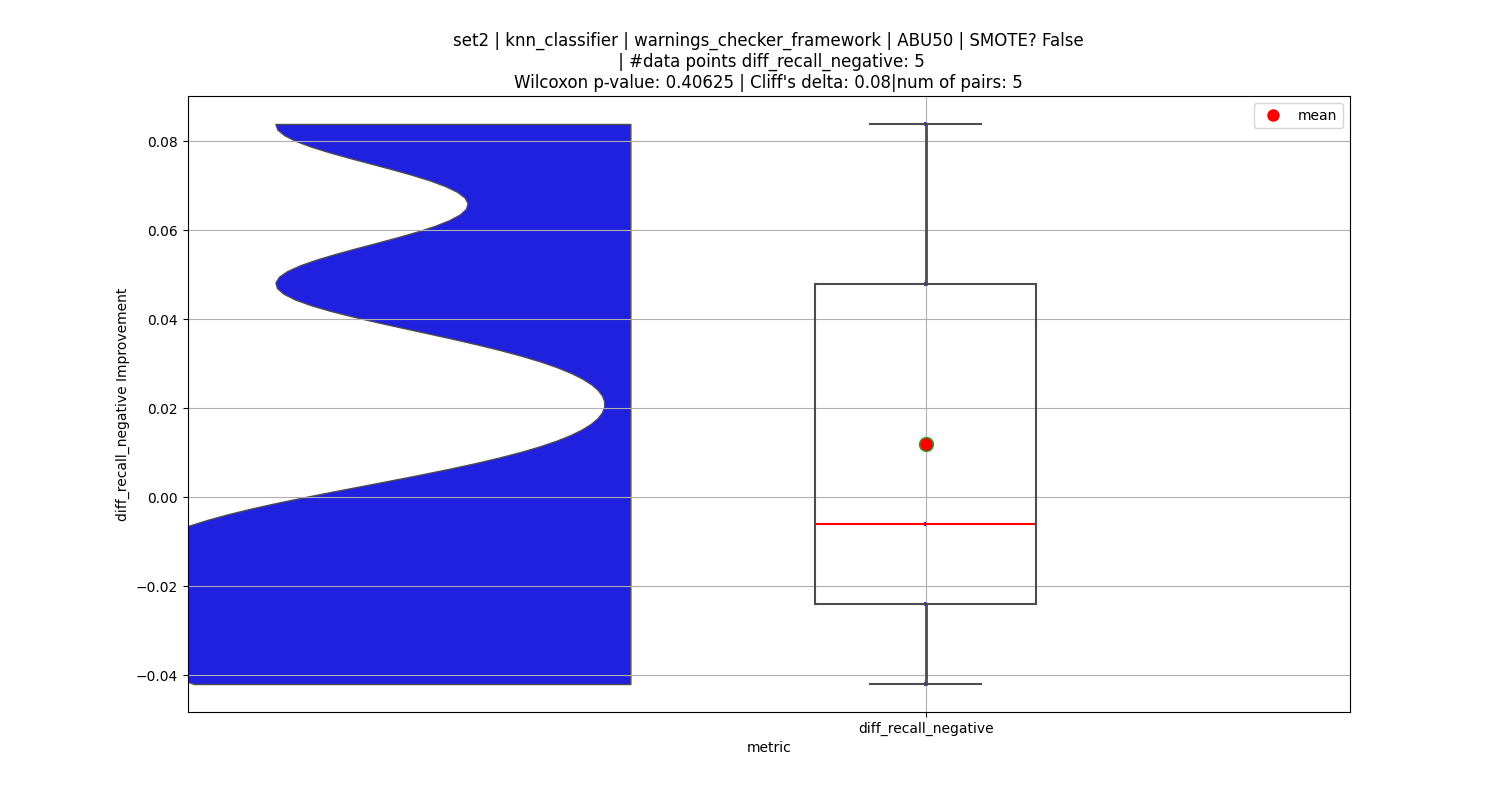 set2 | knn_classifier | warnings_checker_framework | ABU50 | SMOTE? False
| #data points diff_recall_negative: 5
Wilcoxon p-value: 0.40625 | Cliff's delta: 0.08|num of pairs: 5
mean
0.08
0.06
0.04
0.02
0.00
−0.02
−0.04
diff_recall_negative Improvement
diff_recall_negative
metric